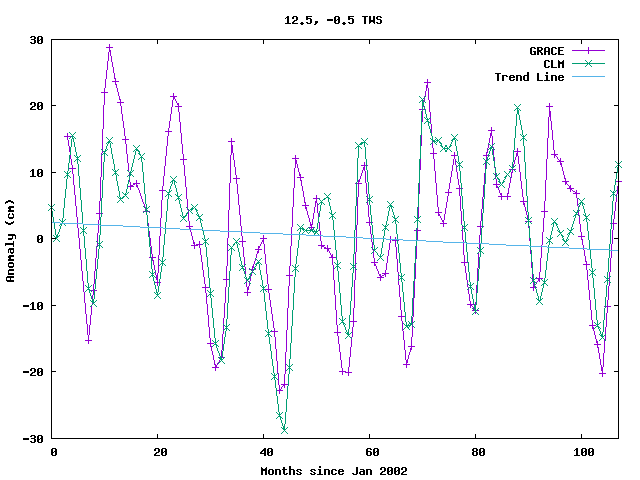 12.5, -0.5 TWS
GRACE
CLM
Trend Line
30
20
10
0
-10
-20
-30
Anomaly (cm)
0 20 40 60 80 100
Months since Jan 2002